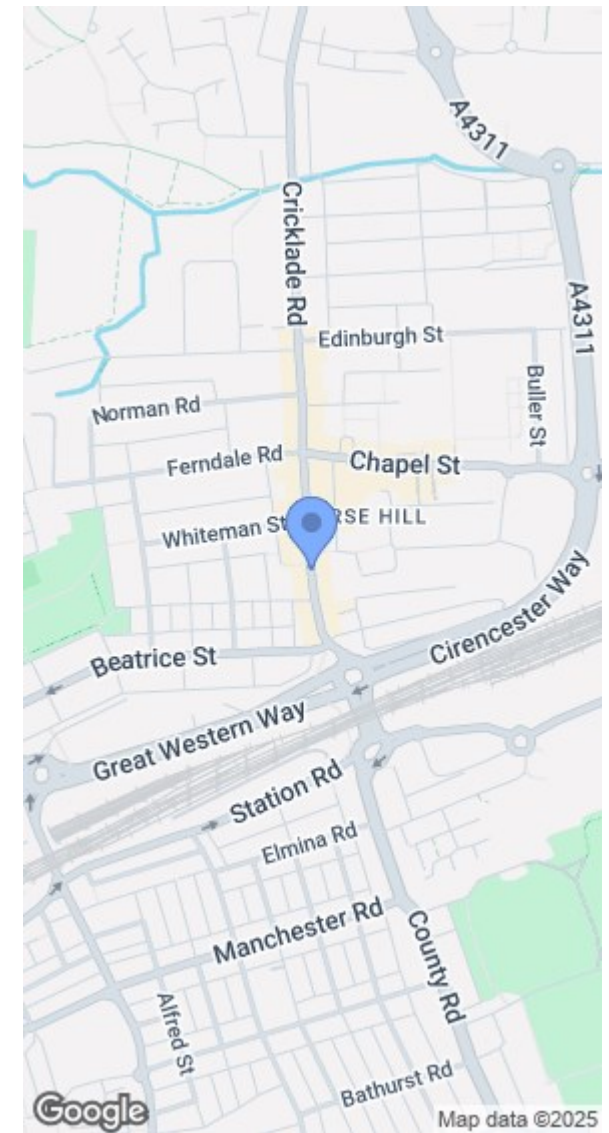 A4311
Cricklade Rd
A4311
Edinburgh St
Buller St
Norman Rd
Ferndale Rd
Chapel St
Whiteman St
RSE HILL
Cirencester Way
Beatrice St
Great Western Way
Station Rd
Elmina Rd
Manchester Rd
County Rd
Alfred St
Bathurst Rd
Google
Map data ©2025